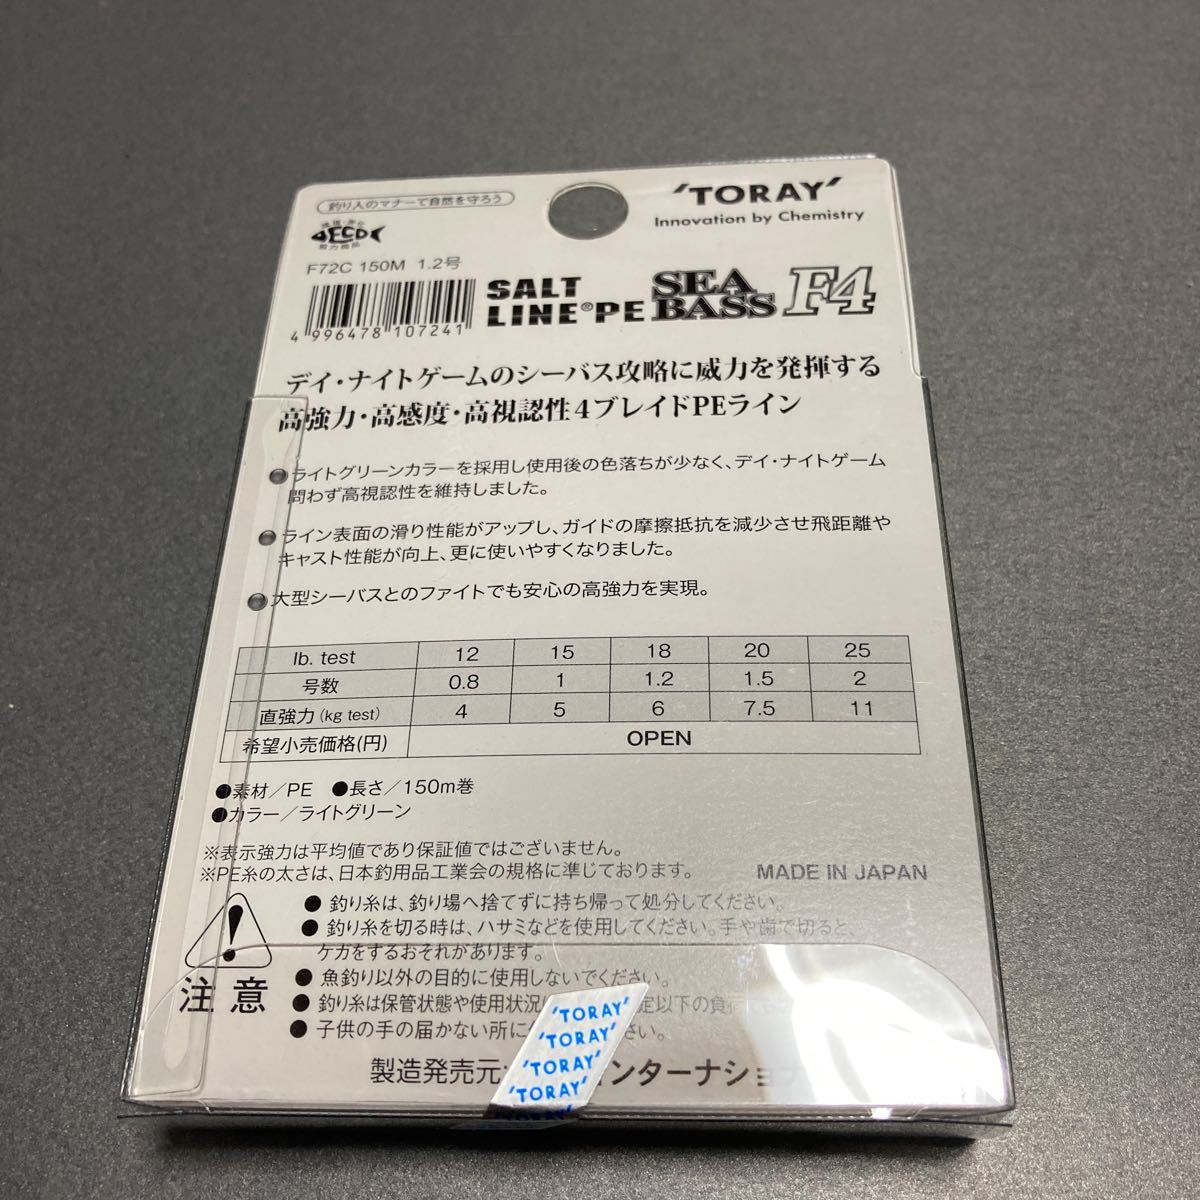 釣り人のマナーで自然を守ろう
'TORAY'
Innovation by Chemistry
ECO
F72C 150M 1.2号
4 996478 107241
SALT
LINE®PE
SEA
BASS
F4
デイ・ナイトゲームのシーバス攻略に威力を発揮する
高強力・高感度・高視認性4ブレイドPEライン
●ライトグリーンカラーを採用し使用後の色落ちが少なく、デイ・ナイトゲーム
問わず高視認性を維持しました。
●ライン表面の滑り性能がアップし、ガイドの摩擦抵抗を減少させ飛距離や
キャスト性能が向上、更に使いやすくなりました。
●大型シーバスとのファイトでも安心の高強力を実現。
lb. test 12 15 18 20 25
号数 0.8 1 1.2 1.5 2
直強力(kg test) 4 5 6 7.5 11
希望小売価格(円) OPEN
●素材/PE ●長さ/150m巻
●カラー/ライトグリーン
※表示強力は平均値であり保証値ではございません。
※PE糸の太さは、日本釣用品工業会の規格に準じております。
MADE IN JAPAN
注意
●釣り糸は、釣り場へ捨てずに持ち帰って処分してください。
●釣り糸を切る時は、ハサミなどを使用してください。手や歯で切ると、
ケガをするおそれがあります。
●魚釣り以外の目的に使用しないでください。
●釣り糸は保管状態や使用状況に 定以下の負荷
●子供の手の届かない所に さい。
製造発売元: ンターナショナ
'TORAY'
'TORAY'
'TORAY'
'TORAY'
'TORAY'